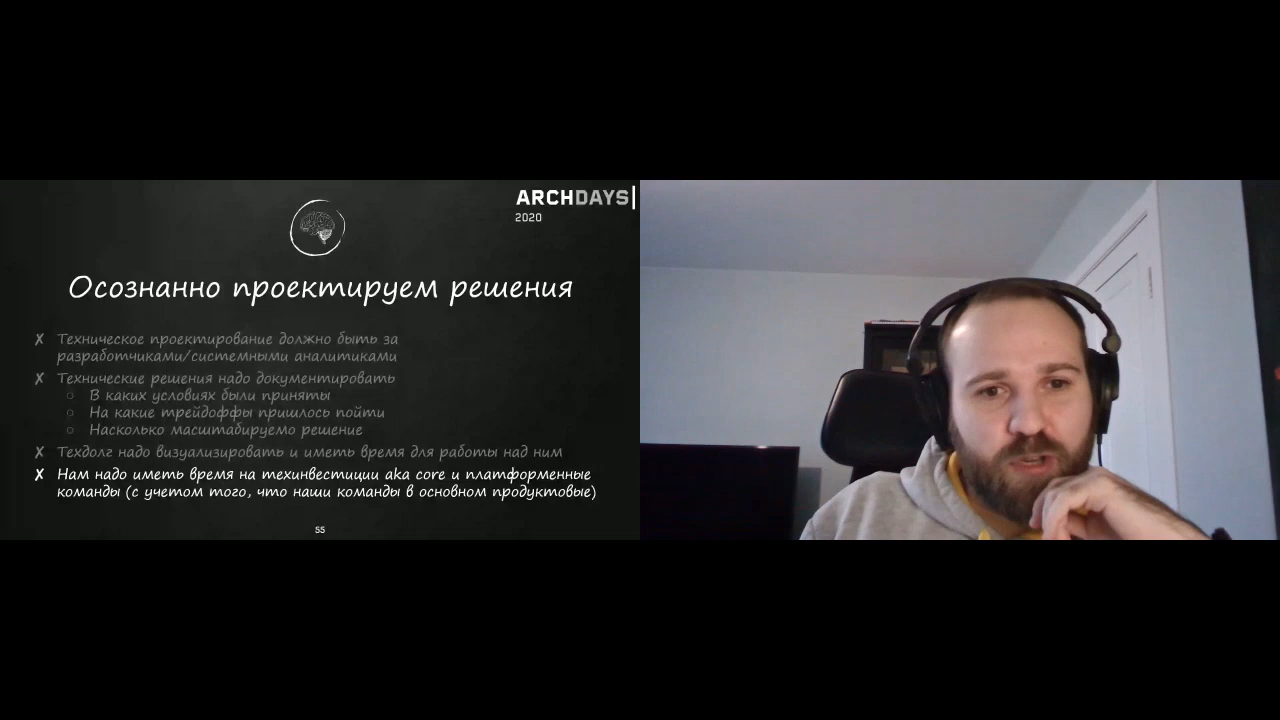 ARCHDAYS
2020
Осознанно проектируем решения
✗ Техническое проектирование должно быть за
разработчиками/системными аналитиками
✗ Технические решения надо документировать
○ В каких условиях были приняты
○ На какие трейдоффы пришлось пойти
○ Насколько масштабируемо решение
✗ Техдолг надо визуализировать и иметь время для работы над ним
✗ Нам надо иметь время на техинвестиции aka core и платформенные
команды (с учетом того, что наши команды в основном продуктовые)
55